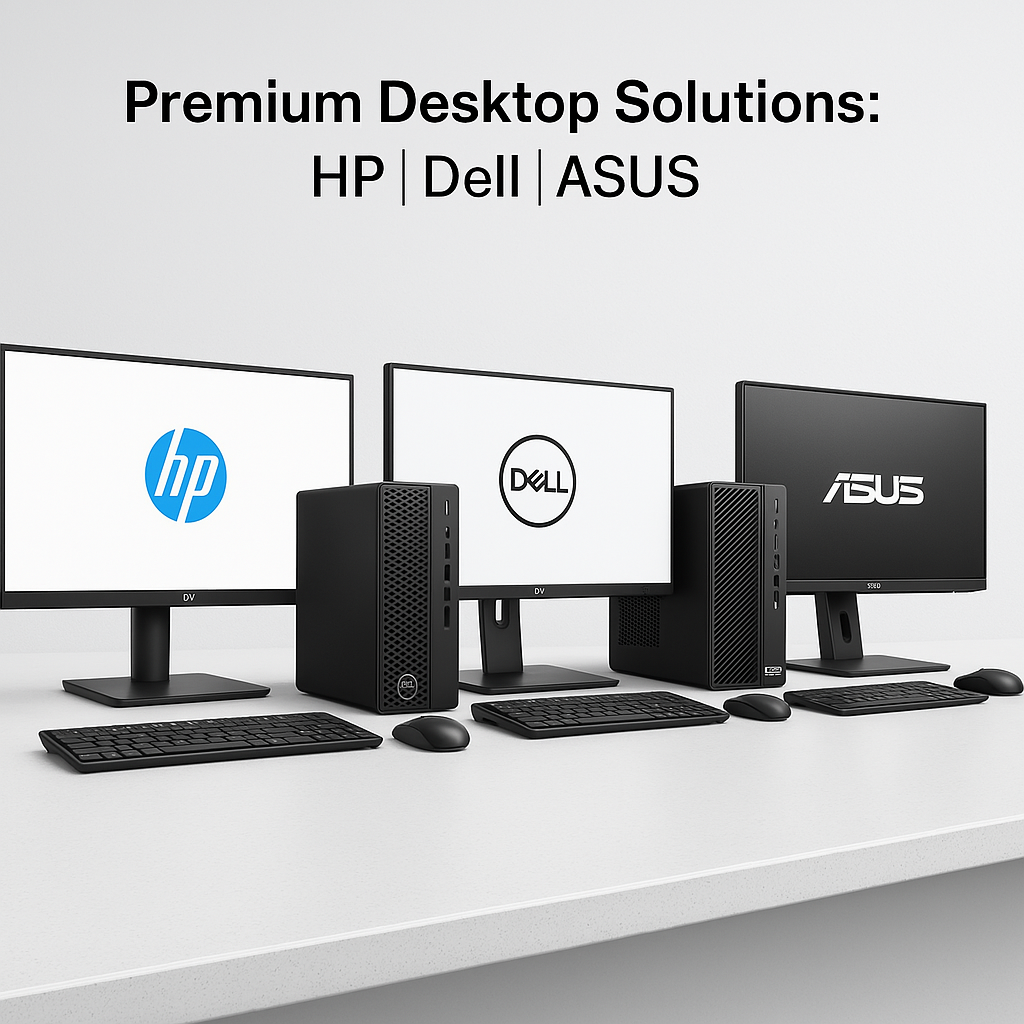 Premium Desktop Solutions:
HP | Dell | ASUS
hp
DELL
ASUS
DV
DV